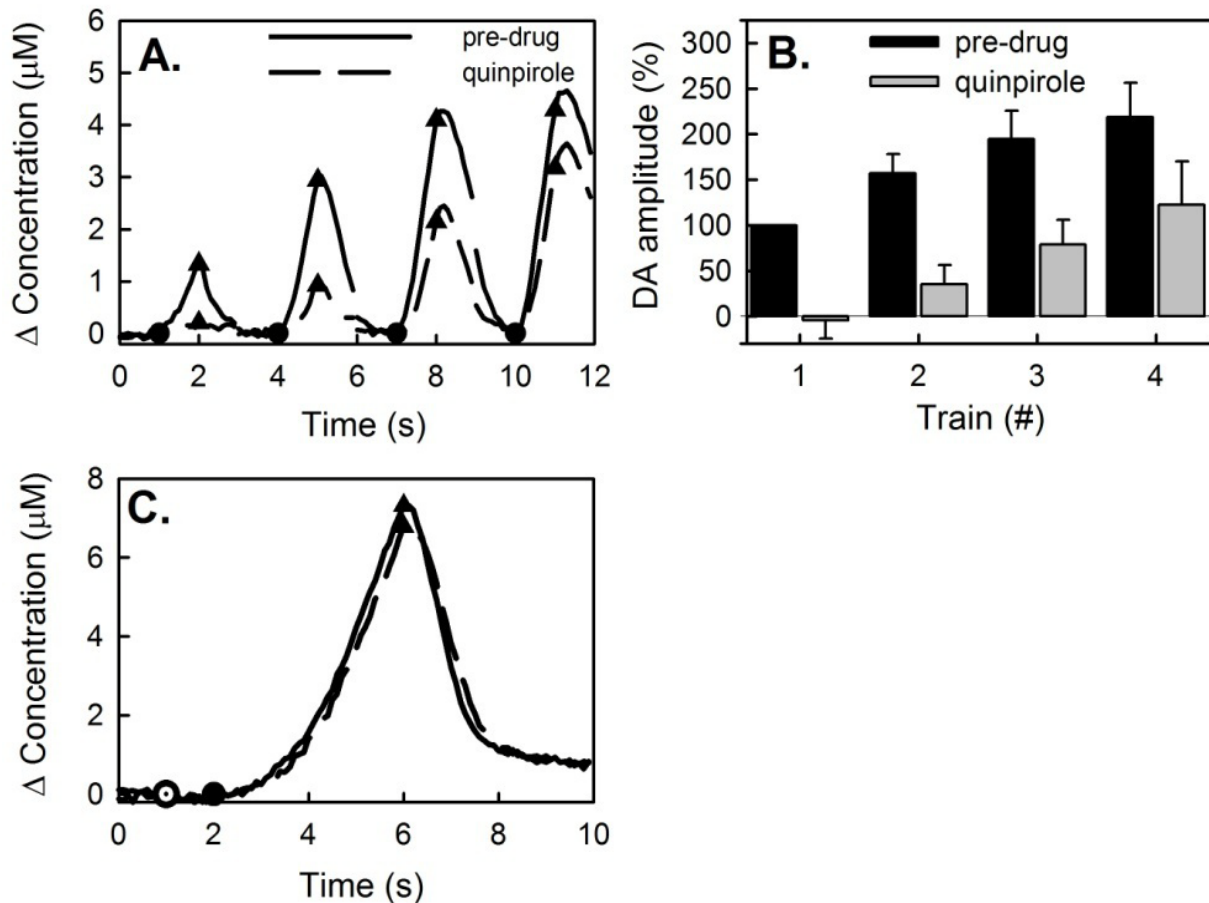 A.
pre-drug
quinpirole
6
5
4
3
2
1
0
Δ Concentration (μM)
0 2 4 6 8 10 12
Time (s)
B.
pre-drug
quinpirole
300
250
200
150
100
50
0
DA amplitude (%)
1 2 3 4
Train (#)
C.
8
6
4
2
0
Δ Concentration (μM)
0 2 4 6 8 10
Time (s)